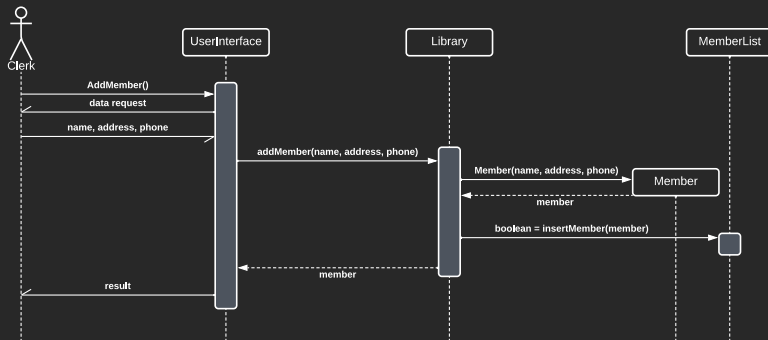 UserInterface
Library
MemberList
Clerk
AddMember()
data request
name, address, phone
addMember(name, address, phone)
Member(name, address, phone)
Member
member
boolean = insertMember(member)
member
result